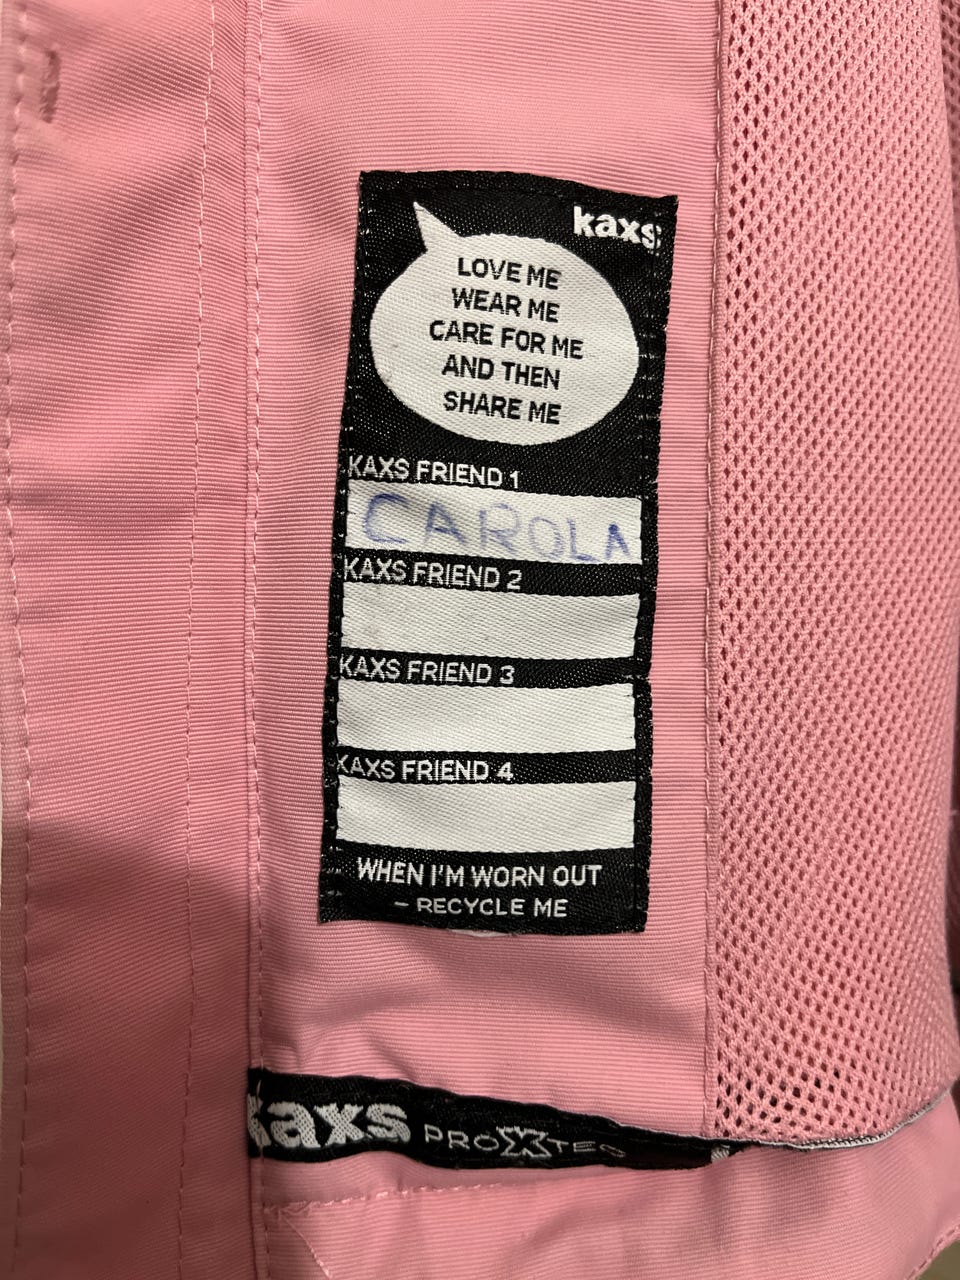 kaxs
LOVE ME
WEAR ME
CARE FOR ME
AND THEN
SHARE ME
KAXS FRIEND 1
CAROLA
KAXS FRIEND 2
KAXS FRIEND 3
KAXS FRIEND 4
WHEN I'M WORN OUT
- RECYCLE ME
kaxs PROXTEC